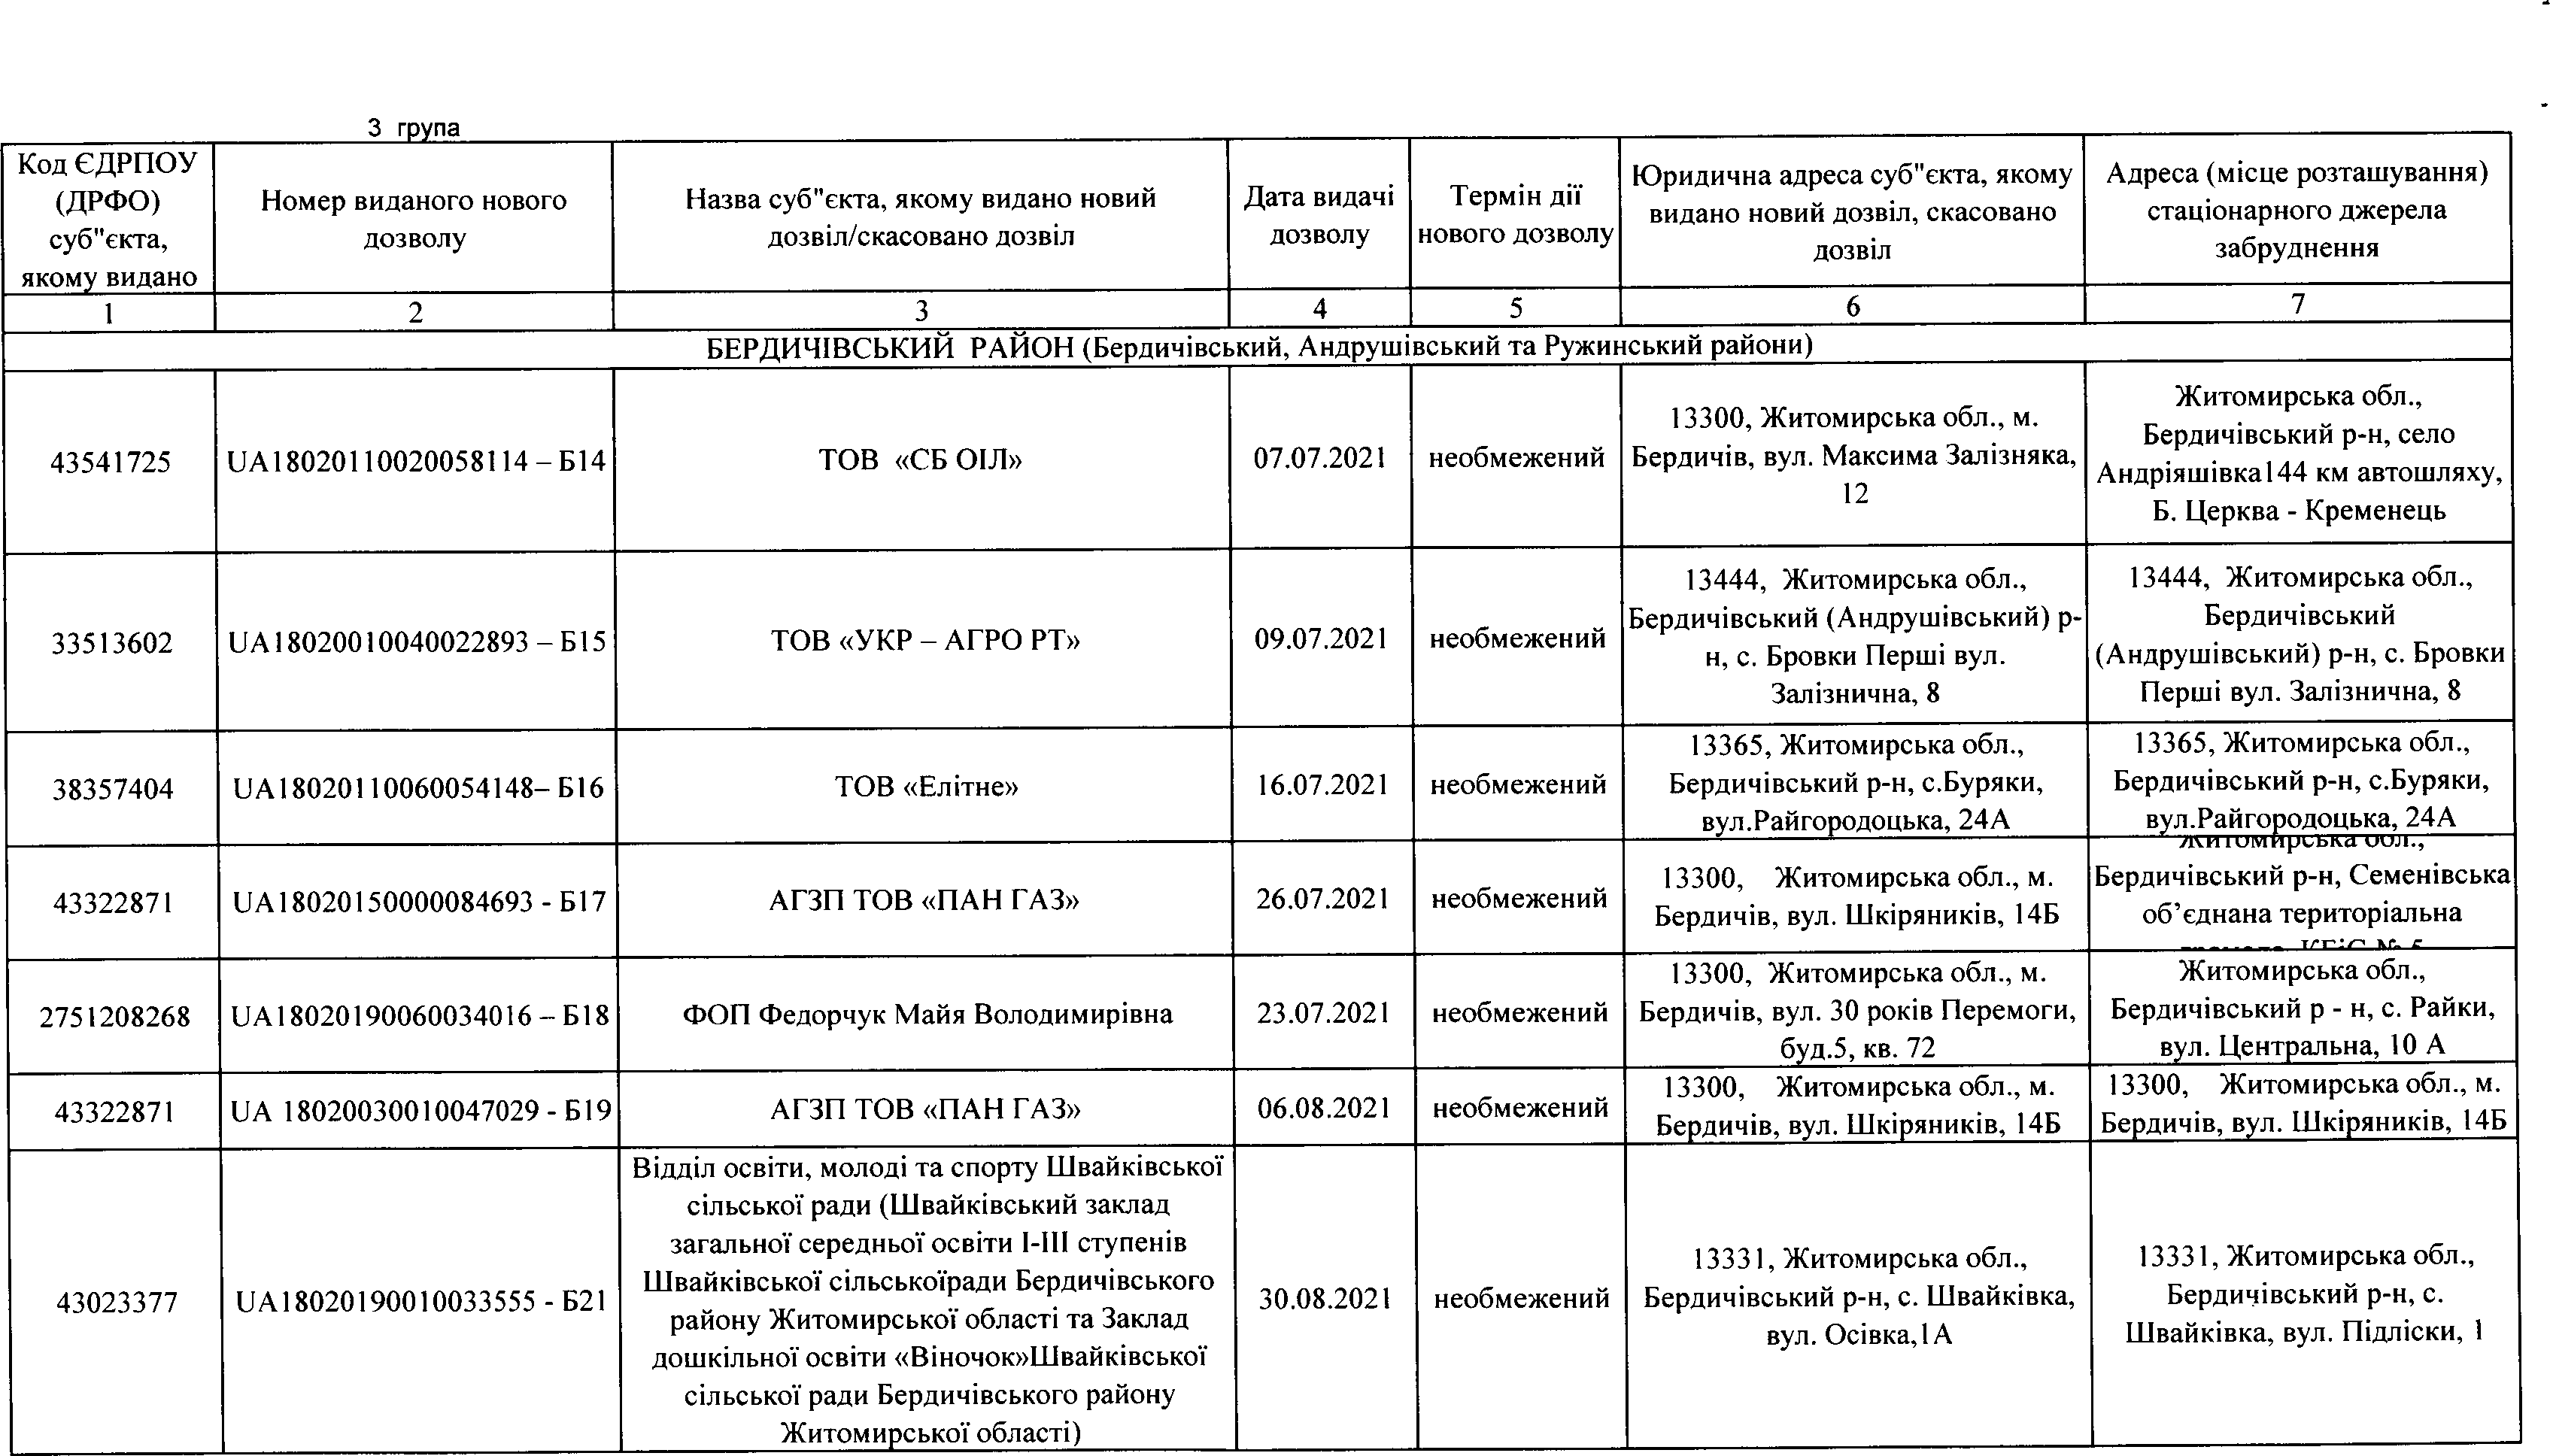 3 група
Код ЄДРПОУ
(ДРФО)
суб"єкта,
якому видано
Номер виданого нового
дозволу
Назва суб"єкта, якому видано новий
дозвіл/скасовано дозвіл
Дата видачі
дозволу
Термін дії
нового дозволу
Юридична адреса суб"єкта, якому
видано новий дозвіл, скасовано
дозвіл
Адреса (місце розташування)
стаціонарного джерела
забруднення
1
2
3
4
5
6
7
БЕРДИЧІВСЬКИЙ РАЙОН (Бердичівський, Андрушівський та Ружинський райони)
43541725
UA18020110020058114 – Б14
ТОВ «СБ ОІЛ»
07.07.2021
необмежений
13300, Житомирська обл., м.
Бердичів, вул. Максима Залізняка,
12
Житомирська обл.,
Бердичівський р-н, село
Андріяшівка144 км автошляху,
Б. Церква - Кременець
33513602
UA18020010040022893 – Б15
ТОВ «УКР – АГРО РТ»
09.07.2021
необмежений
13444, Житомирська обл.,
Бердичівський (Андрушівський) р-
н, с. Бровки Перші вул.
Залізнична, 8
13444, Житомирська обл.,
Бердичівський
(Андрушівський) р-н, с. Бровки
Перші вул. Залізнична, 8
38357404
UA18020110060054148– Б16
ТОВ «Елітне»
16.07.2021
необмежений
13365, Житомирська обл.,
Бердичівський р-н, с.Буряки,
вул.Райгородоцька, 24А
13365, Житомирська обл.,
Бердичівський р-н, с.Буряки,
вул.Райгородоцька, 24А
43322871
UA18020150000084693 - Б17
АГЗП ТОВ «ПАН ГАЗ»
26.07.2021
необмежений
13300, Житомирська обл., м.
Бердичів, вул. Шкіряників, 14Б
Житомирська обл.,
Бердичівський р-н, Семенівська
об’єднана територіальна
2751208268
UA18020190060034016 – Б18
ФОП Федорчук Майя Володимирівна
23.07.2021
необмежений
13300, Житомирська обл., м.
Бердичів, вул. 30 років Перемоги,
буд.5, кв. 72
Житомирська обл.,
Бердичівський р - н, с. Райки,
вул. Центральна, 10 А
43322871
UA 18020030010047029 - Б19
АГЗП ТОВ «ПАН ГАЗ»
06.08.2021
необмежений
13300, Житомирська обл., м.
Бердичів, вул. Шкіряників, 14Б
13300, Житомирська обл., м.
Бердичів, вул. Шкіряників, 14Б
43023377
UA18020190010033555 - Б21
Відділ освіти, молоді та спорту Швайківської
сільської ради (Швайківський заклад
загальної середньої освіти І-ІІІ ступенів
Швайківської сільськоїради Бердичівського
району Житомирської області та Заклад
дошкільної освіти «Віночок»Швайківської
сільської ради Бердичівського району
Житомирської області)
30.08.2021
необмежений
13331, Житомирська обл.,
Бердичівський р-н, с. Швайківка,
вул. Осівка,1А
13331, Житомирська обл.,
Бердичівський р-н, с.
Швайківка, вул. Підліски, 1